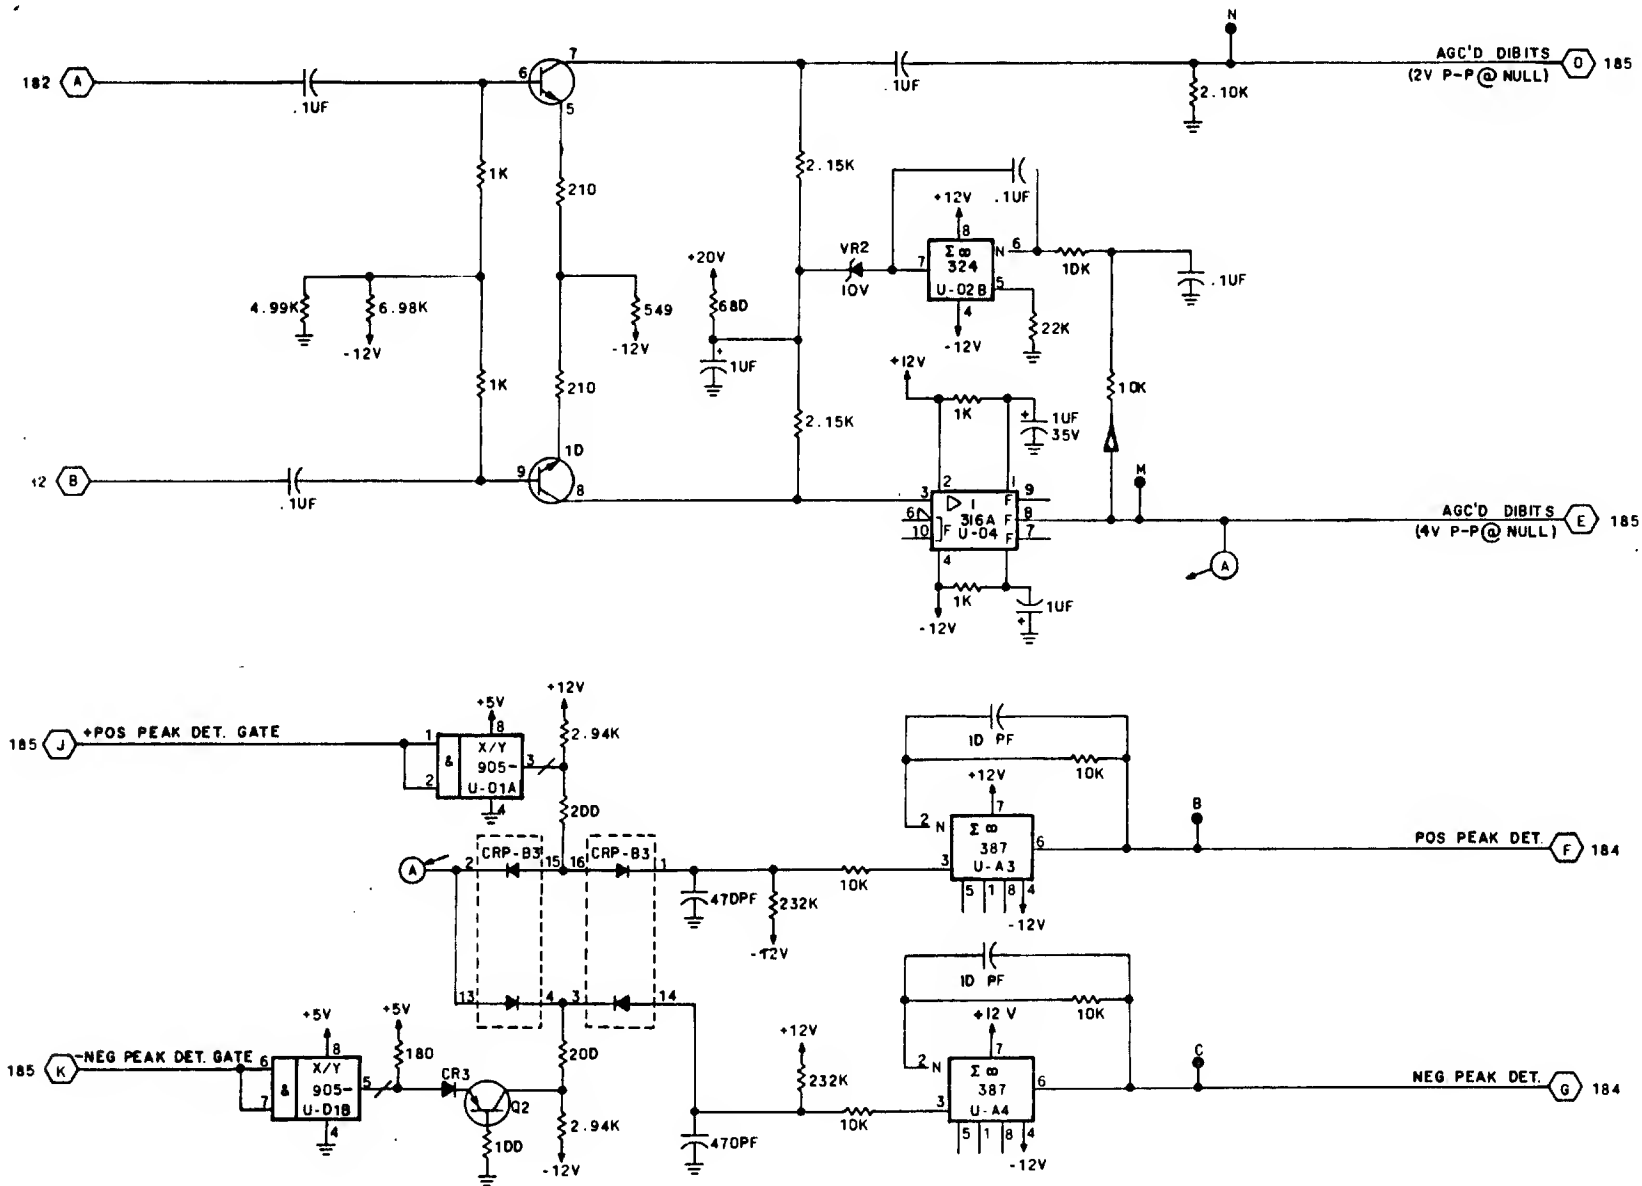 N
7
AGC'D DIBITS
182 A
6
O 185
(2V P-P@ NULL)
.1UF
.1UF
2.10K
5
1K
210
2.15K
.1UF
+12V
8
+20V
VR2
Σ ∞ N 6
7 324
10K
.1UF
U-02B 5
10V
4
68D
4.99K
6.98K
549
22K
-12V
-12V
-12V
1UF
+12V
1K
210
2.15K
1K
10K
1UF
35V
1D
M
12 B
9
8
2 1
3 1 F 9
.1UF
6 316A F 8
AGC'D DIBITS
E 185
10 F U-04 F 7
(4V P-P@ NULL)
4
A
1K
1UF
-12V
+12V
+5V
185 J +POS PEAK DET. GATE
1 8
2.94K
X/Y
1D PF
& 905- 3
10K
2 U-01A
+12V
4
2DD
7
B
2 N Σ ∞
CRP-B3
CRP-B3
387 6
POS PEAK DET. F 184
A
2 15 16 1
3 U-A3
10K
47DPF
232K
5 1 8 4
-12V
-12V
1D PF
13 4 3 14
10K
+5V
+5V
+12V
+12 V
8
180
20D
7
C
185 K -NEG PEAK DET. GATE
6 X/Y
232K
2 N Σ ∞
& 905- 5
CR3
387 6
NEG PEAK DET. G 184
7 U-D1B
Q2
3 U-A4
10K
4
1DD
2.94K
470PF
5 1 8 4
-12V
-12V